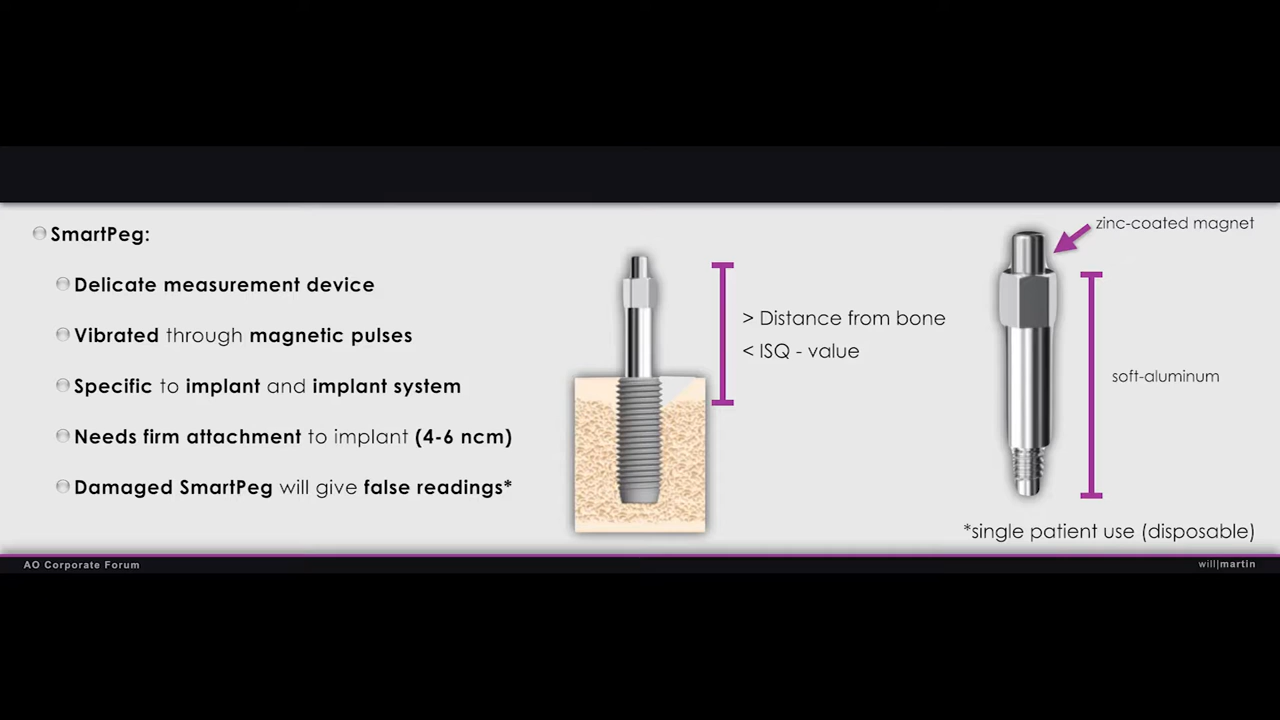 SmartPeg:
Delicate measurement device
Vibrated through magnetic pulses
Specific to implant and implant system
Needs firm attachment to implant (4-6 ncm)
Damaged SmartPeg will give false readings*
> Distance from bone
< ISQ - value
zinc-coated magnet
soft-aluminum
*single patient use (disposable)
AO Corporate Forum
will|martin